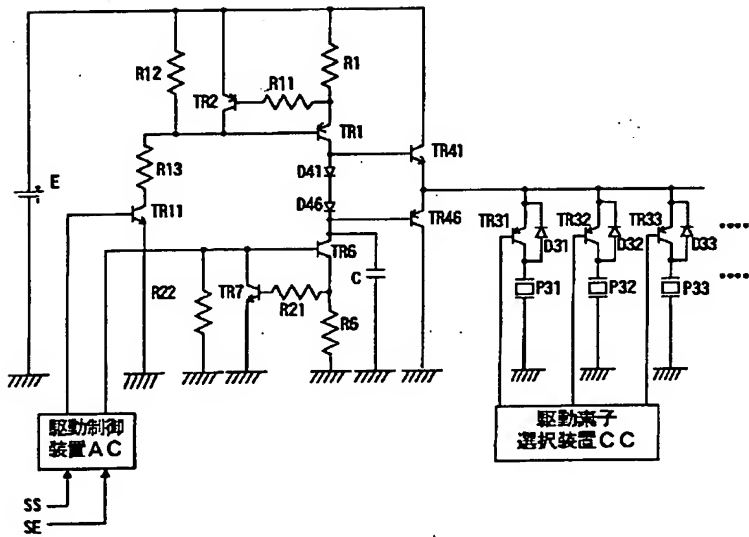 R12
R1
R11
TR2
TR1
R13
TR41
D41
E
TR11
D46
TR46
TR31
TR32
TR33
D31
D32
D33
TR6
C
R22
TR7
R21
R6
P31
P32
P33
駆動制御
装置AC
駆動素子
選択装置CC
SS
SE